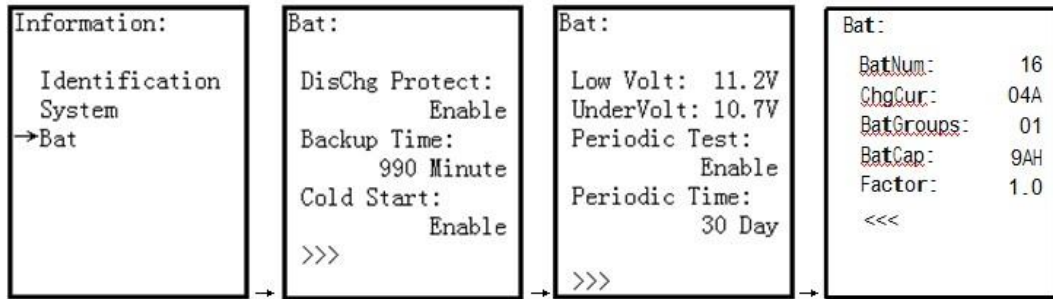 Information:
Identification
System
→Bat
→
Bat:
DisChg Protect:
Enable
Backup Time:
990 Minute
Cold Start:
Enable
>>>
→
Bat:
Low Volt: 11.2V
UnderVolt: 10.7V
Periodic Test:
Enable
Periodic Time:
30 Day
>>>
→
Bat:
BatNum: 16
ChgCur: 04A
BatGroups: 01
BatCap: 9AH
Factor: 1.0
<<<